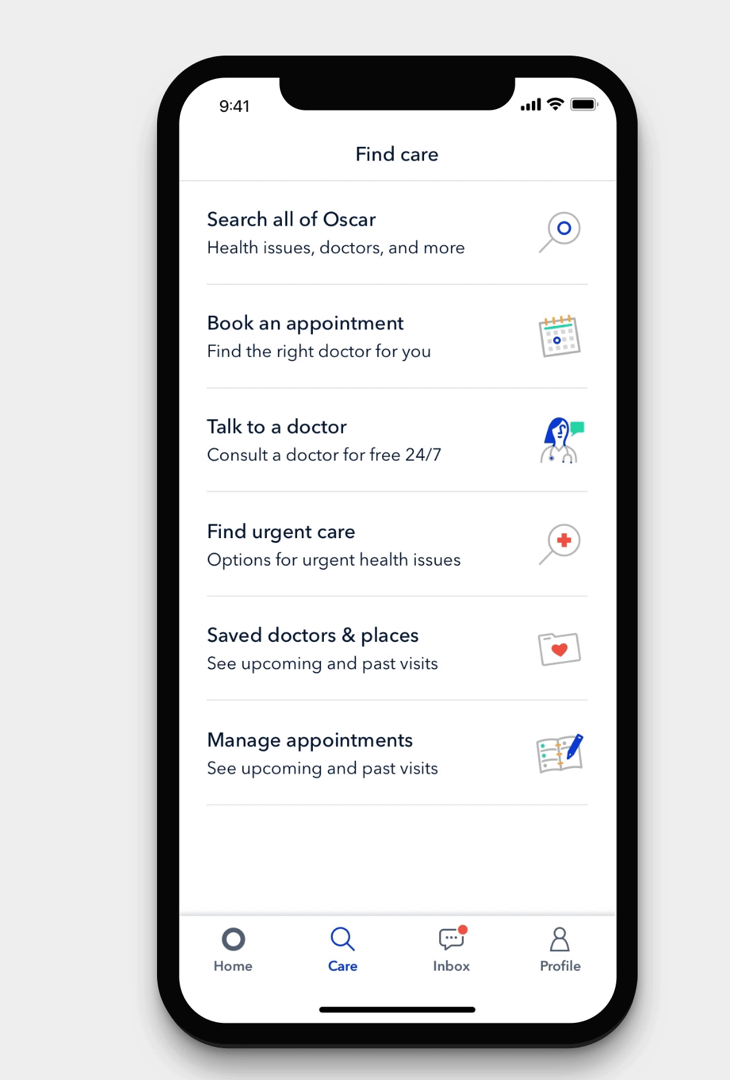 9:41
Find care
Search all of Oscar
Health issues, doctors, and more
Book an appointment
Find the right doctor for you
Talk to a doctor
Consult a doctor for free 24/7
Find urgent care
Options for urgent health issues
Saved doctors & places
See upcoming and past visits
Manage appointments
See upcoming and past visits
Home
Care
Inbox
Profile